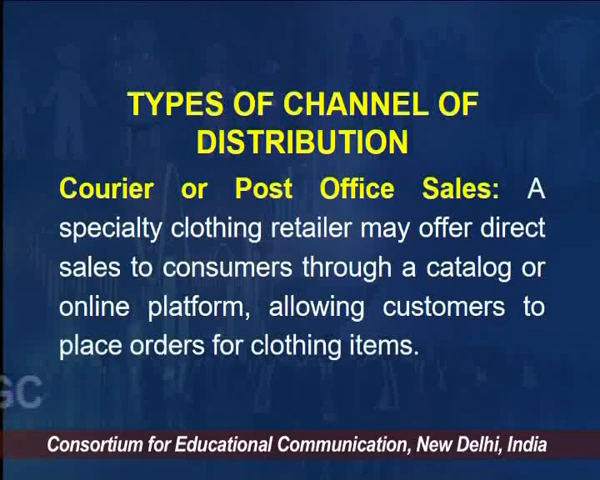 TYPES OF CHANNEL OF
DISTRIBUTION
Courier or Post Office Sales: A
specialty clothing retailer may offer direct
sales to consumers through a catalog or
online platform, allowing customers to
place orders for clothing items.
GC
Consortium for Educational Communication, New Delhi, India